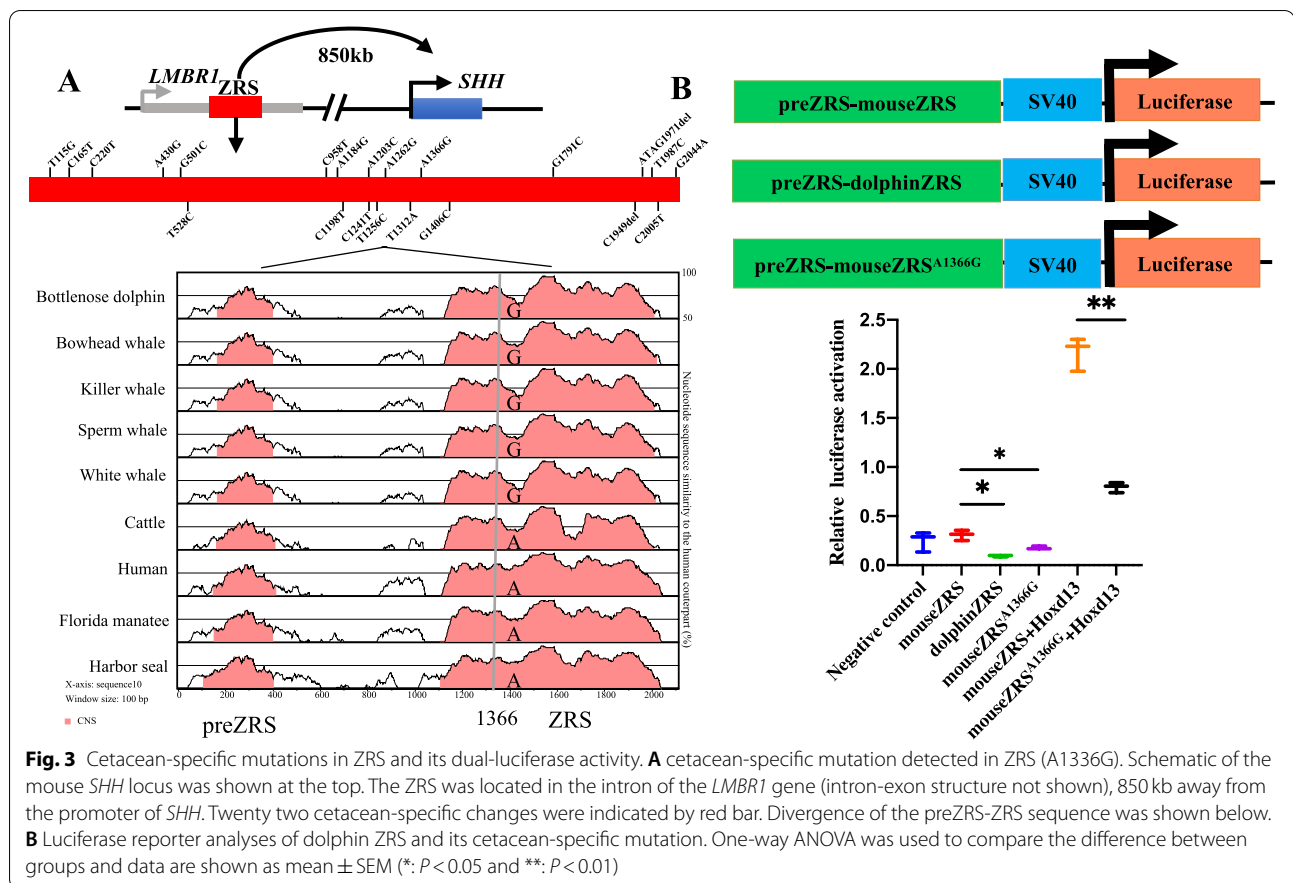 A
LMBR1
ZRS
850kb
SHH
T115G
C165T
C220T
A430G
G501C
C958T
A1184G
A1203C
A1262G
A1366G
G1791C
ATAG1971del
T1987C
G2044A
T528C
C1198T
C1241T
T1256C
T1312A
G1406C
C1949del
C2005T
100
50
Bottlenose dolphin
G
Bowhead whale
G
Killer whale
G
Sperm whale
G
White whale
G
Cattle
A
Human
A
Florida manatee
A
Harbor seal
A
Nucleotide sequencee similarity to the human couterpart (%)
X-axis: sequence10
Window size: 100 bp
CNS
0 200 400 600 800 1000 1200 1400 1600 1800 2000
preZRS
1366
ZRS
B
preZRS-mouseZRS SV40 Luciferase
preZRS-dolphinZRS SV40 Luciferase
preZRS-mouseZRSA1366G SV40 Luciferase
Relative luciferase activation
2.5
2.0
1.5
1.0
0.5
0.0
*
*
**
Negative control
mouseZRS
dolphinZRS
mouseZRSA1366G
mouseZRS+Hoxd13
mouseZRSA1366G+Hoxd13
Fig. 3 Cetacean-specific mutations in ZRS and its dual-luciferase activity. A cetacean-specific mutation detected in ZRS (A1336G). Schematic of the
mouse SHH locus was shown at the top. The ZRS was located in the intron of the LMBR1 gene (intron-exon structure not shown), 850 kb away from
the promoter of SHH. Twenty two cetacean-specific changes were indicated by red bar. Divergence of the preZRS-ZRS sequence was shown below.
B Luciferase reporter analyses of dolphin ZRS and its cetacean-specific mutation. One-way ANOVA was used to compare the difference between
groups and data are shown as mean ± SEM (*: P < 0.05 and **: P < 0.01)